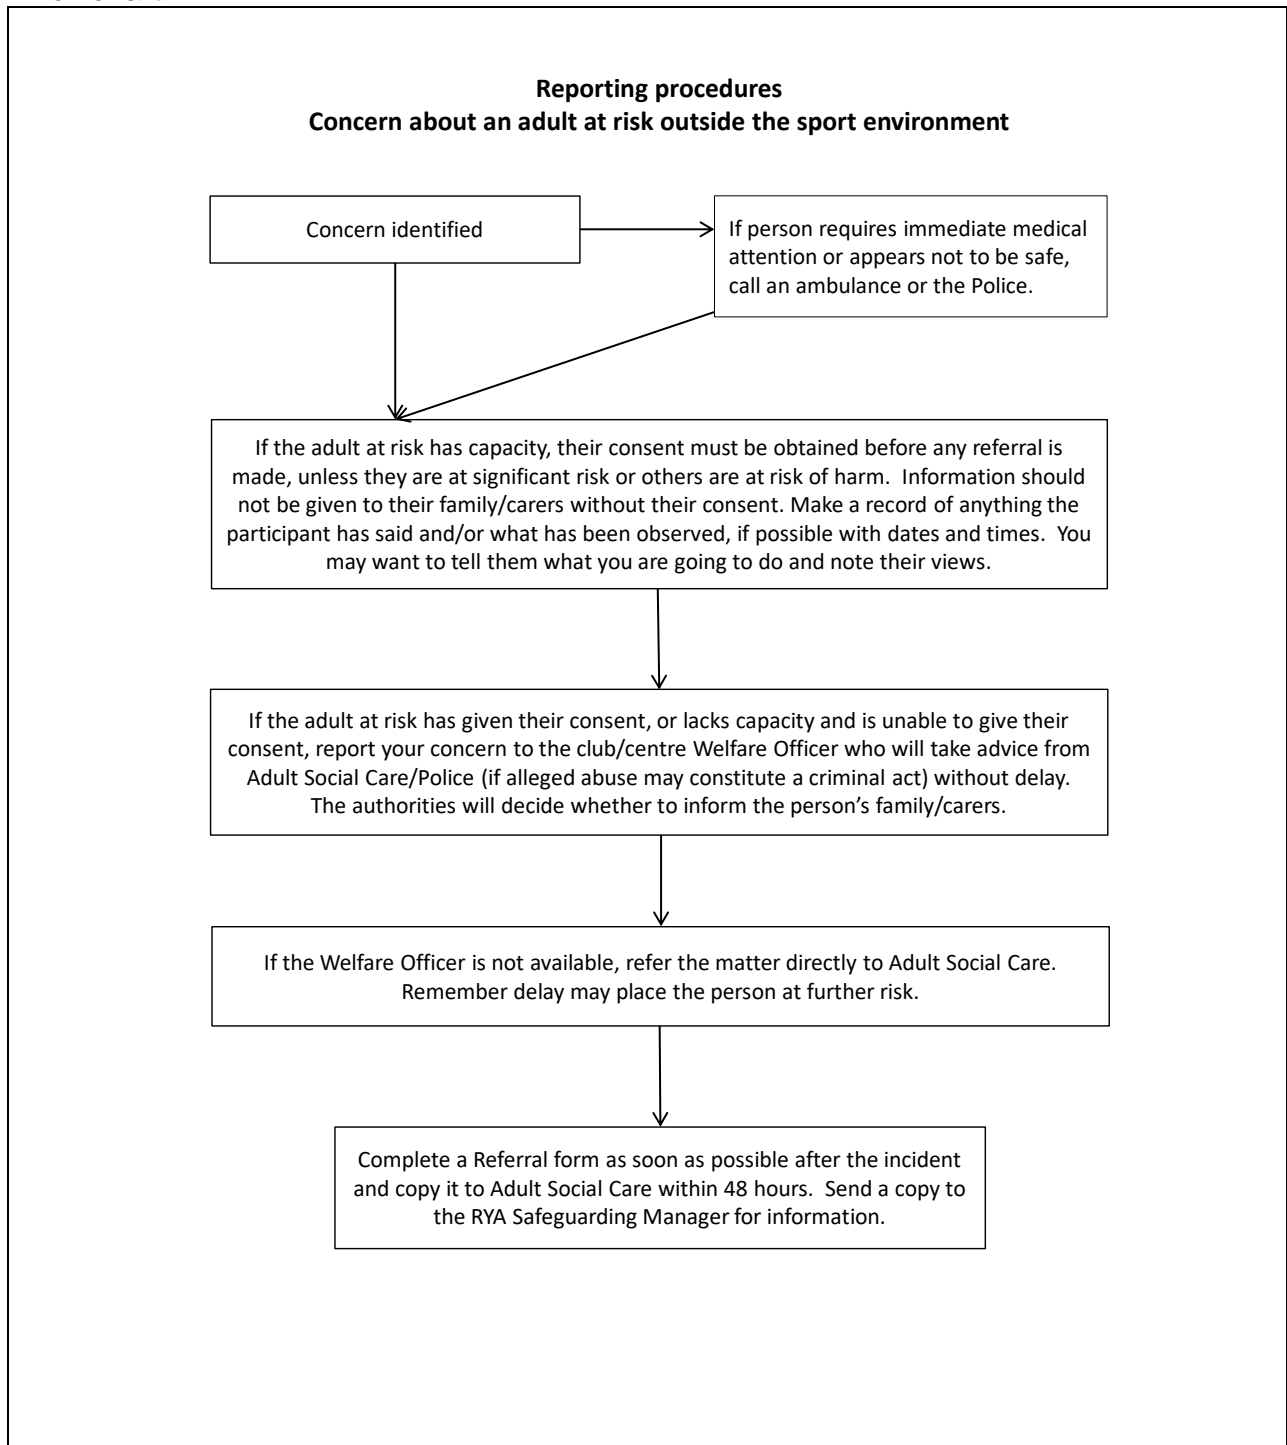 Reporting procedures
Concern about an adult at risk outside the sport environment
Concern identified
If person requires immediate medical
attention or appears not to be safe,
call an ambulance or the Police.
If the adult at risk has capacity, their consent must be obtained before any referral is
made, unless they are at significant risk or others are at risk of harm.  Information should
not be given to their family/carers without their consent. Make a record of anything the
participant has said and/or what has been observed, if possible with dates and times.  You
may want to tell them what you are going to do and note their views.
If the adult at risk has given their consent, or lacks capacity and is unable to give their
consent, report your concern to the club/centre Welfare Officer who will take advice from
Adult Social Care/Police (if alleged abuse may constitute a criminal act) without delay.
The authorities will decide whether to inform the person’s family/carers.
If the Welfare Officer is not available, refer the matter directly to Adult Social Care.
Remember delay may place the person at further risk.
Complete a Referral form as soon as possible after the incident
and copy it to Adult Social Care within 48 hours.  Send a copy to
the RYA Safeguarding Manager for information.